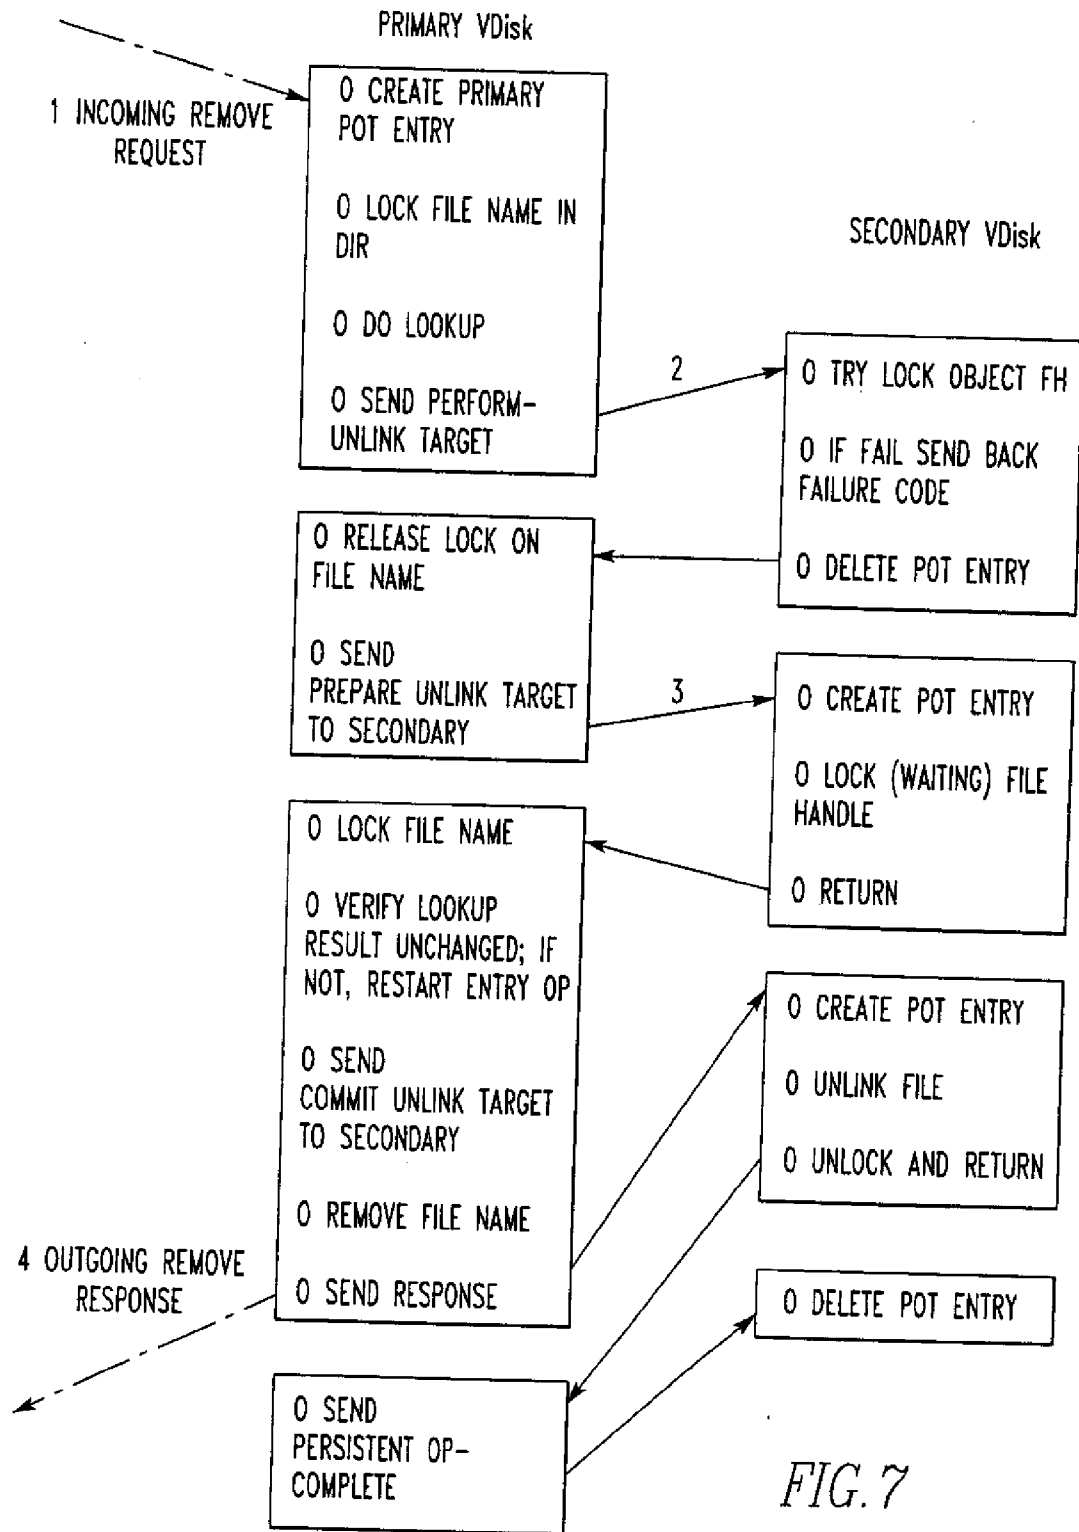 PRIMARY VDisk
1 INCOMING REMOVE
REQUEST
O CREATE PRIMARY
POT ENTRY
O LOCK FILE NAME IN
DIR
O DO LOOKUP
O SEND PERFORM-
UNLINK TARGET
SECONDARY VDisk
2
O TRY LOCK OBJECT FH
O IF FAIL SEND BACK
FAILURE CODE
O DELETE POT ENTRY
O RELEASE LOCK ON
FILE NAME
O SEND
PREPARE UNLINK TARGET
TO SECONDARY
3
O CREATE POT ENTRY
O LOCK (WAITING) FILE
HANDLE
O RETURN
O LOCK FILE NAME
O VERIFY LOOKUP
RESULT UNCHANGED; IF
NOT, RESTART ENTRY OP
O SEND
COMMIT UNLINK TARGET
TO SECONDARY
O REMOVE FILE NAME
O SEND RESPONSE
O CREATE POT ENTRY
O UNLINK FILE
O UNLOCK AND RETURN
4 OUTGOING REMOVE
RESPONSE
O DELETE POT ENTRY
O SEND
PERSISTENT OP-
COMPLETE
FIG. 7